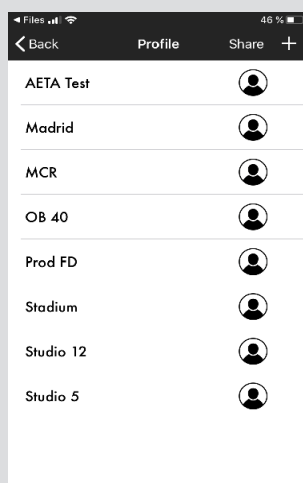 Files 46 %
Back Profile Share +
AETA Test
Madrid
MCR
OB 40
Prod FD
Stadium
Studio 12
Studio 5